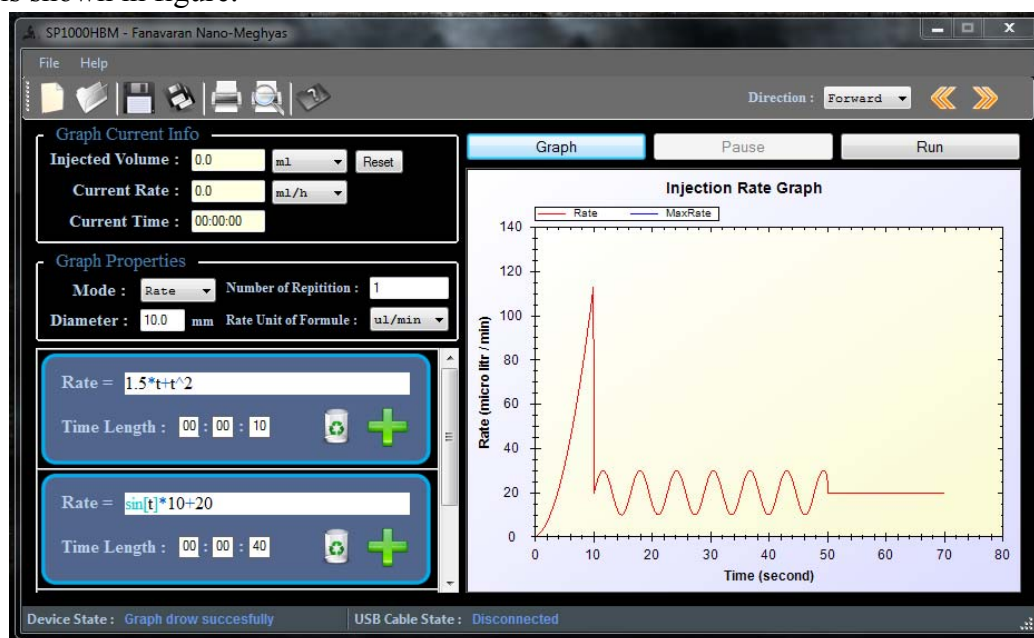 is shown in figure.
SP1000HBM - Fanavaran Nano-Meghyas
X
File Help
Direction : Forward
Graph Current Info
Injected Volume : 0.0 ml Reset
Current Rate : 0.0 ml/h
Current Time : 00:00:00
Graph Properties
Mode : Rate Number of Repitition : 1
Diameter : 10.0 mm Rate Unit of Formule : ul/min
Rate = 1.5*t+t^2
Time Length : 00 : 00 : 10
Rate = sin[t]*10+20
Time Length : 00 : 00 : 40
Graph Pause Run
Injection Rate Graph
Rate MaxRate
Rate (micro litr / min)
140
120
100
80
60
40
20
0
0 10 20 30 40 50 60 70 80
Time (second)
Device State : Graph drow succesfully USB Cable State : Disconnected